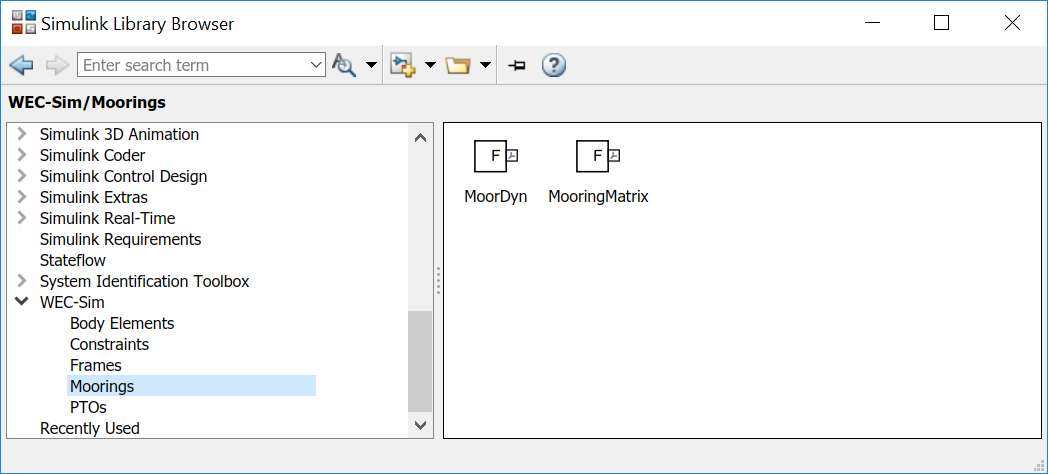 Simulink Library Browser
Enter search term
WEC-Sim/Moorings
Simulink 3D Animation
Simulink Coder
Simulink Control Design
Simulink Extras
Simulink Real-Time
Simulink Requirements
Stateflow
System Identification Toolbox
WEC-Sim
Body Elements
Constraints
Frames
Moorings
PTOs
Recently Used
F F
MoorDyn MooringMatrix